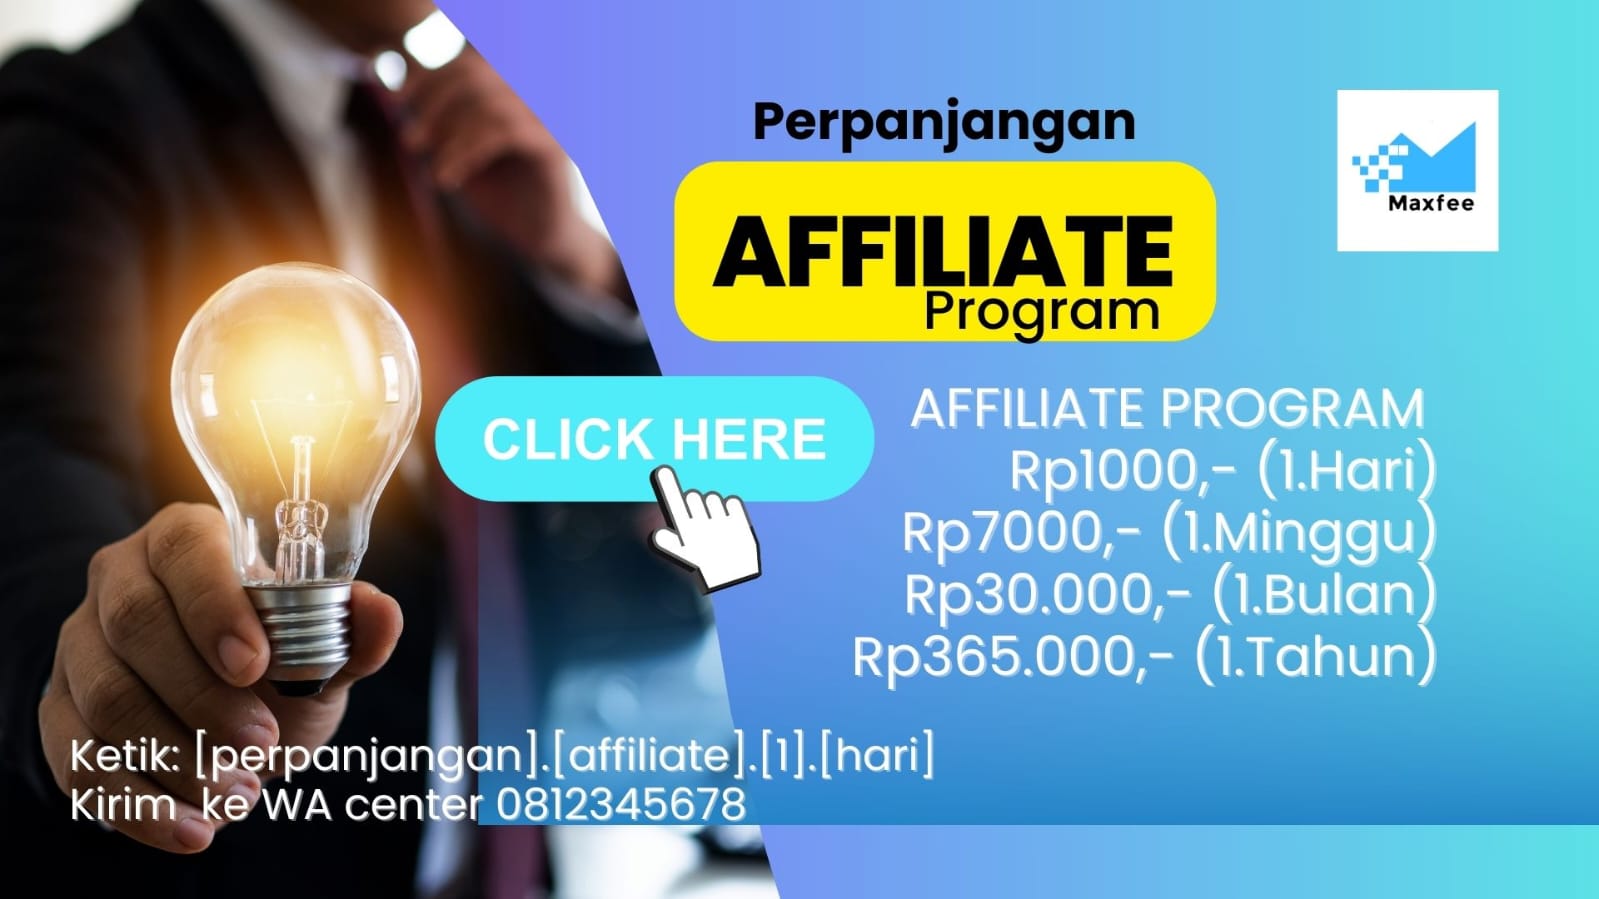 Perpanjangan
AFFILIATE
Program
Maxfee
CLICK HERE
AFFILIATE PROGRAM
Rp1000,- (1.Hari)
Rp7000,- (1.Minggu)
Rp30.000,- (1.Bulan)
Rp365.000,- (1.Tahun)
Ketik: [perpanjangan].[affiliate].[1].[hari]
Kirim  ke WA center 0812345678